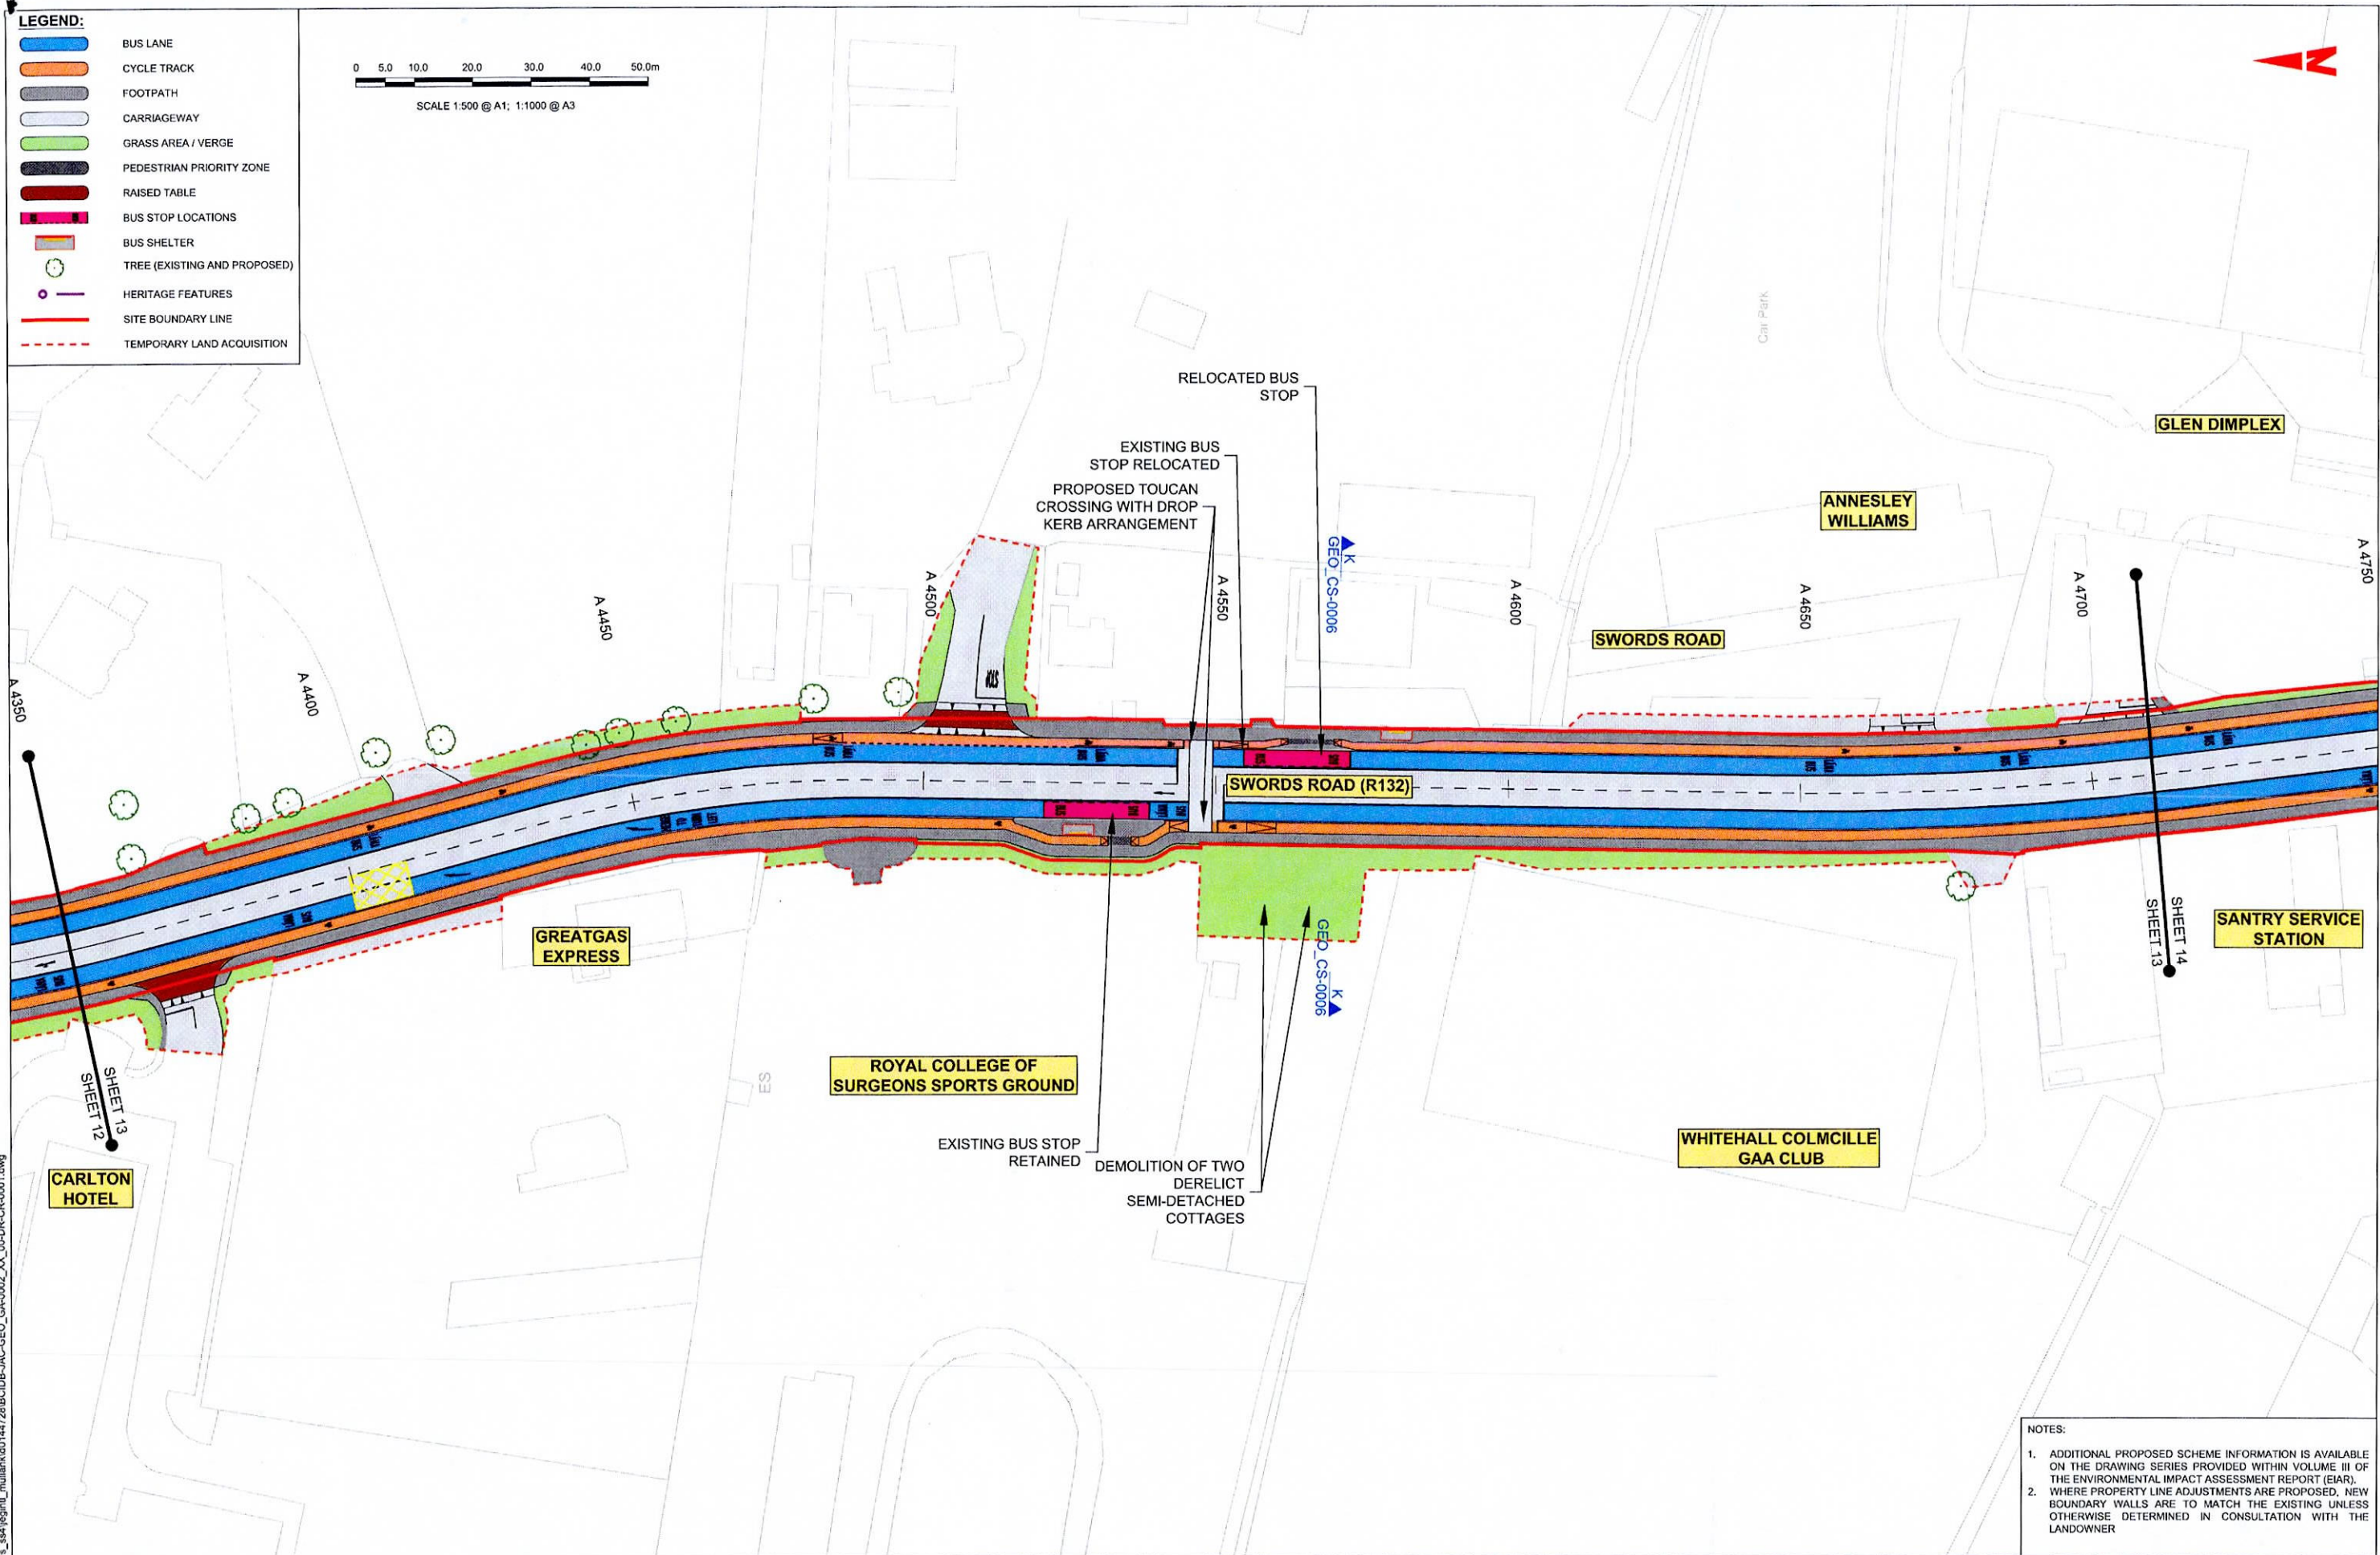 LEGEND:
BUS LANE
CYCLE TRACK
FOOTPATH
CARRIAGEWAY
GRASS AREA / VERGE
PEDESTRIAN PRIORITY ZONE
RAISED TABLE
BUS STOP LOCATIONS
BUS SHELTER
TREE (EXISTING AND PROPOSED)
HERITAGE FEATURES
SITE BOUNDARY LINE
TEMPORARY LAND ACQUISITION
0 5.0 10.0 20.0 30.0 40.0 50.0m
SCALE 1:500 @ A1; 1:1000 @ A3
N
Car Park
RELOCATED BUS
STOP
EXISTING BUS
STOP RELOCATED
PROPOSED TOUCAN
CROSSING WITH DROP
KERB ARRANGEMENT
GLEN DIMPLEX
ANNESLEY
WILLIAMS
SWORDS ROAD
K
GEO_CS-0006
A 4350
A 4400
A 4450
A 4500
A 4550
A 4600
A 4650
A 4700
A 4750
STOP
SWORDS ROAD (R132)
GREATGAS
EXPRESS
SANTRY SERVICE
STATION
SHEET 14
SHEET 13
K
GEO_CS-0006
ROYAL COLLEGE OF
SURGEONS SPORTS GROUND
ES
SHEET 13
SHEET 12
CARLTON
HOTEL
EXISTING BUS STOP
RETAINED
DEMOLITION OF TWO
DERELICT
SEMI-DETACHED
COTTAGES
WHITEHALL COLMCILLE
GAA CLUB
NOTES:
1. ADDITIONAL PROPOSED SCHEME INFORMATION IS AVAILABLE
ON THE DRAWING SERIES PROVIDED WITHIN VOLUME III OF
THE ENVIRONMENTAL IMPACT ASSESSMENT REPORT (EIAR).
2. WHERE PROPERTY LINE ADJUSTMENTS ARE PROPOSED, NEW
BOUNDARY WALLS ARE TO MATCH THE EXISTING UNLESS
OTHERWISE DETERMINED IN CONSULTATION WITH THE
LANDOWNER